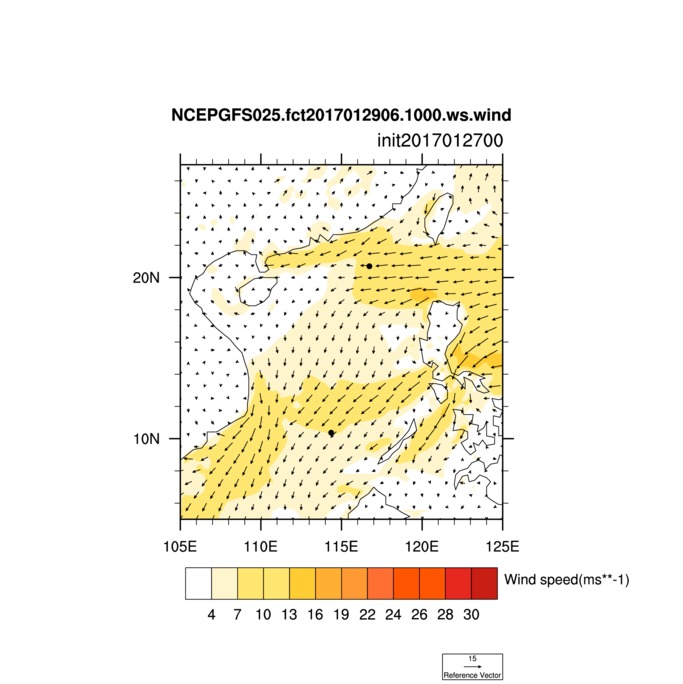 NCEPGFS025.fct2017012906.1000.ws.wind
init2017012700
20N
10N
105E 110E 115E 120E 125E
Wind speed(ms**-1)
4 7 10 13 16 19 22 24 26 28 30
15
Reference Vector